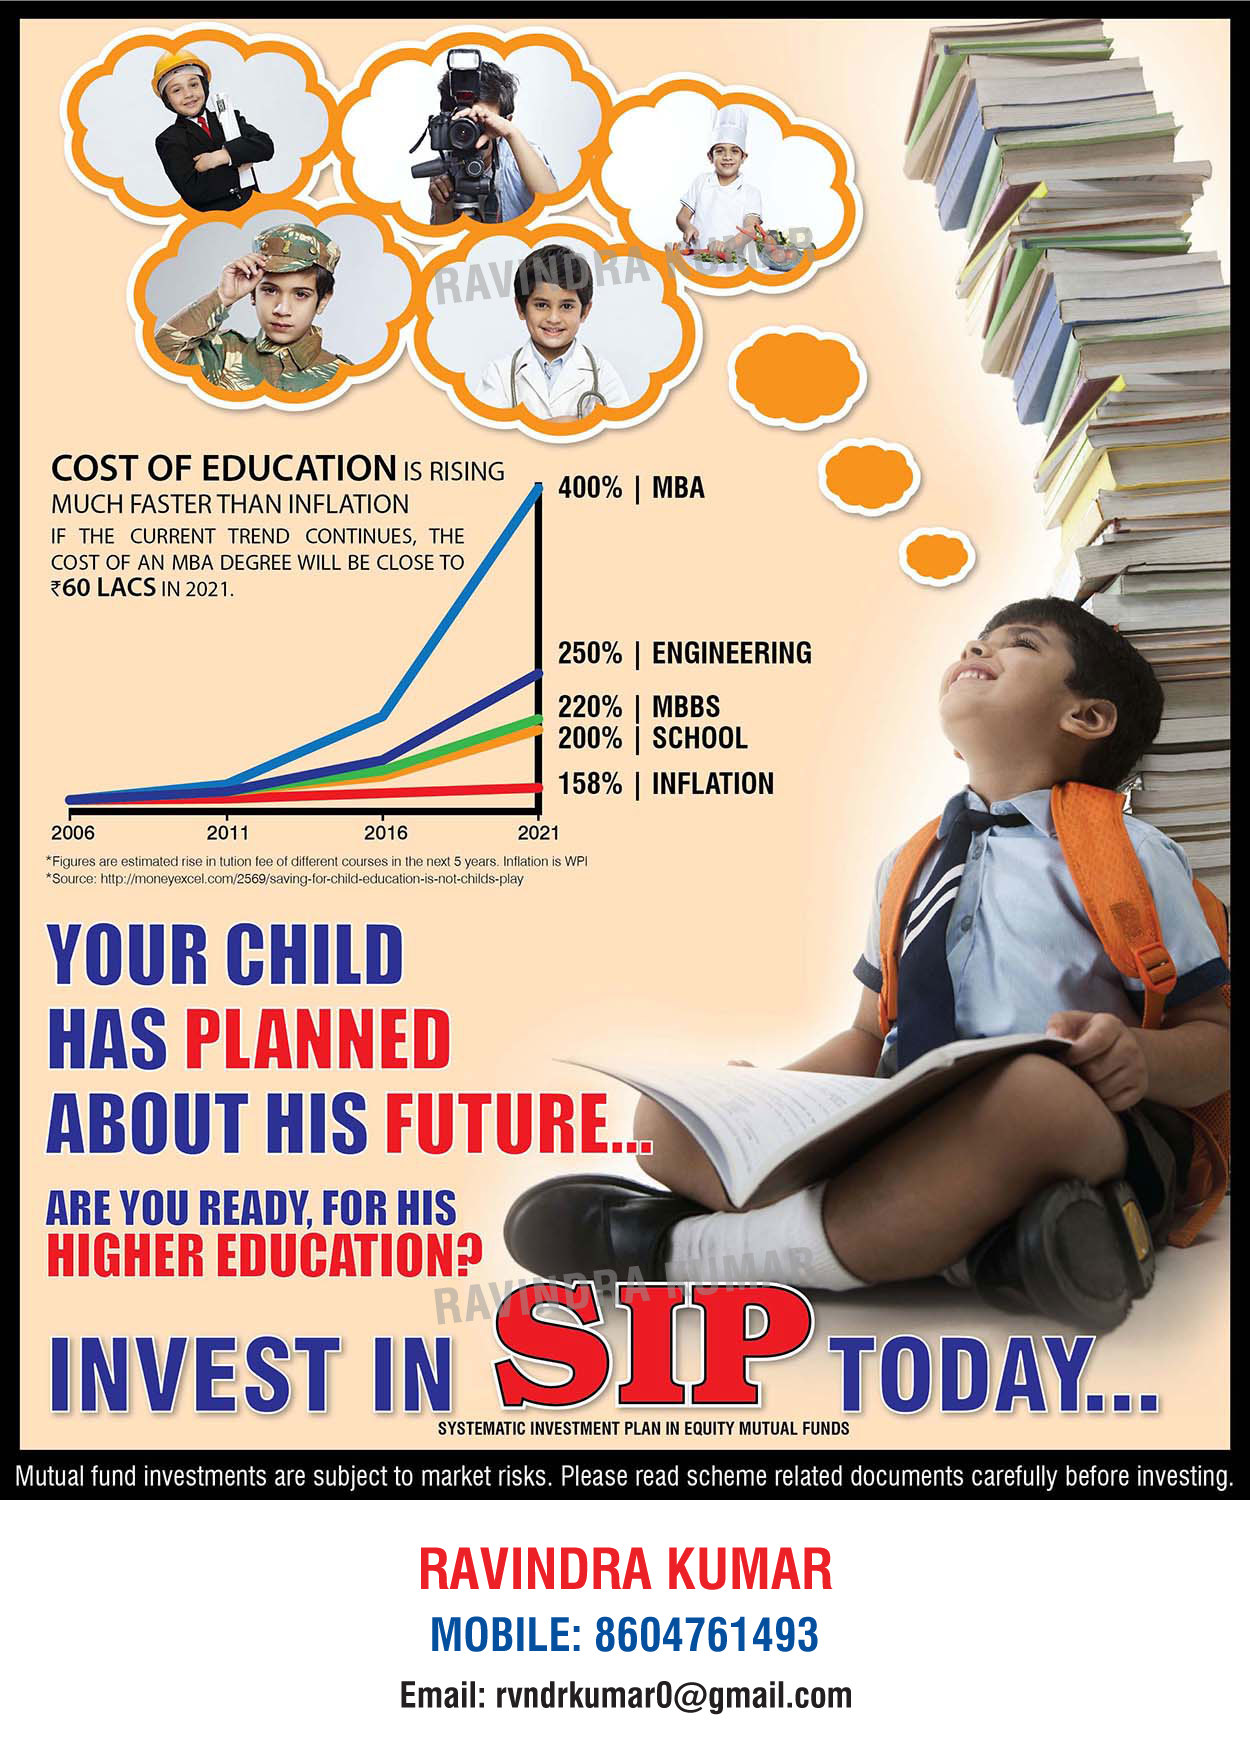 RAVINDRA KUMAR
COST OF EDUCATION IS RISING
MUCH FASTER THAN INFLATION
IF THE CURRENT TREND CONTINUES, THE
COST OF AN MBA DEGREE WILL BE CLOSE TO
₹60 LACS IN 2021.
400% | MBA
250% | ENGINEERING
220% | MBBS
200% | SCHOOL
158% | INFLATION
2006 2011 2016 2021
*Figures are estimated rise in tution fee of different courses in the next 5 years. Inflation is WPI
*Source: http://moneyexcel.com/2569/saving-for-child-education-is-not-childs-play
YOUR CHILD
HAS PLANNED
ABOUT HIS FUTURE...
ARE YOU READY, FOR HIS
HIGHER EDUCATION?
RAVINDRA KUMAR
INVEST IN SIP TODAY...
SYSTEMATIC INVESTMENT PLAN IN EQUITY MUTUAL FUNDS
Mutual fund investments are subject to market risks. Please read scheme related documents carefully before investing.
RAVINDRA KUMAR
MOBILE: 8604761493
Email: rvndrkumar0@gmail.com